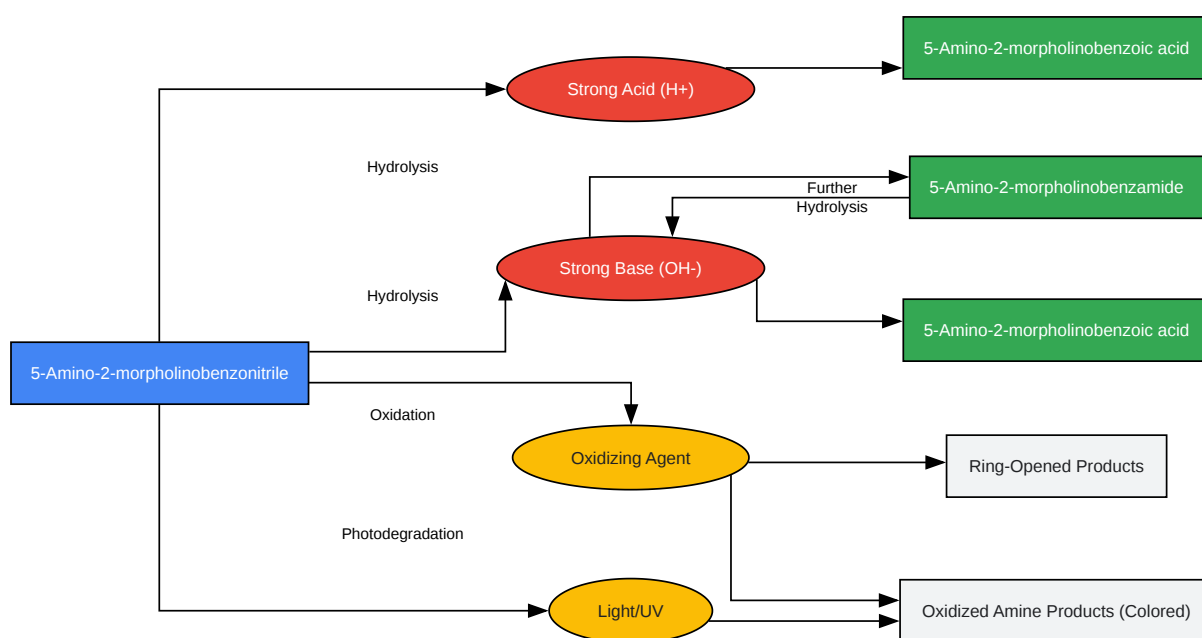 5-Amino-2-morpholinobenzoic acid
Strong Acid (H+)
Hydrolysis
5-Amino-2-morpholinobenzamide
Further
Hydrolysis
Strong Base (OH-)
Hydrolysis
5-Amino-2-morpholinobenzoic acid
5-Amino-2-morpholinobenzonitrile
Oxidation
Oxidizing Agent
Ring-Opened Products
Photodegradation
Light/UV
Oxidized Amine Products (Colored)